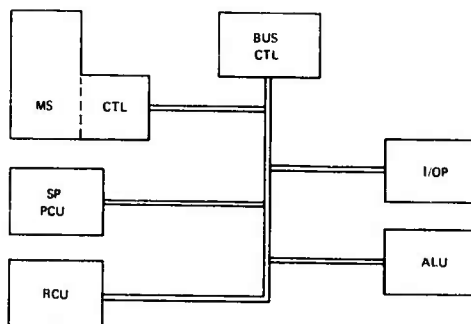 BUS
CTL
MS
CTL
I/OP
SP
PCU
ALU
RCU